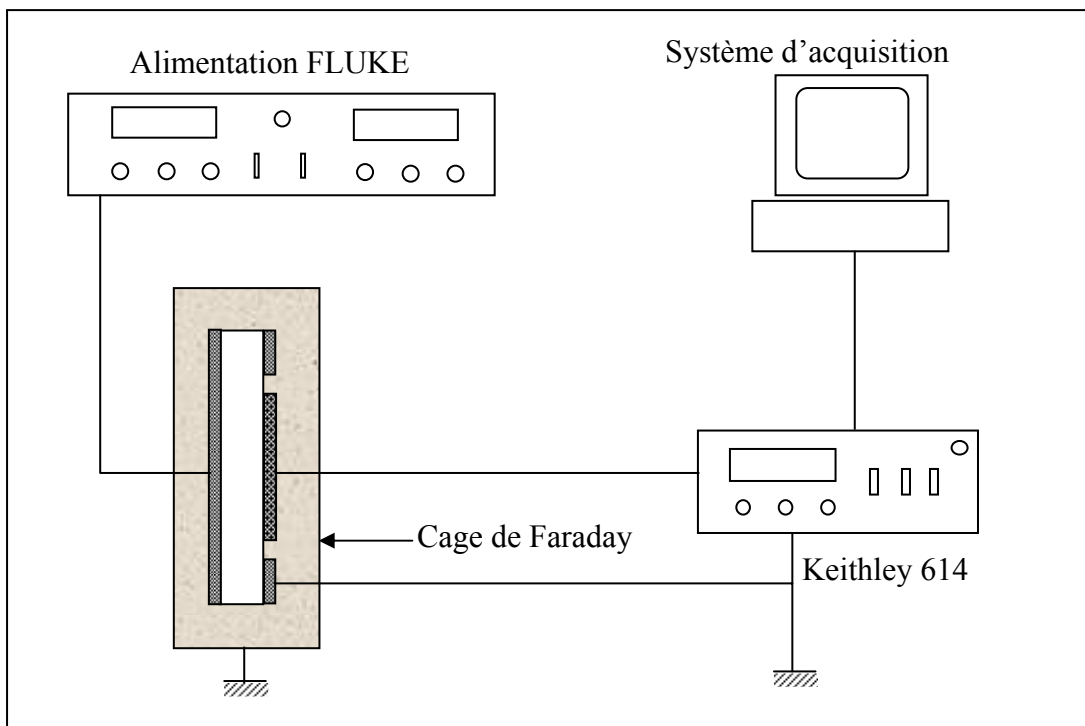 Système d’acquisition
Alimentation FLUKE
Cage de Faraday
Keithley 614